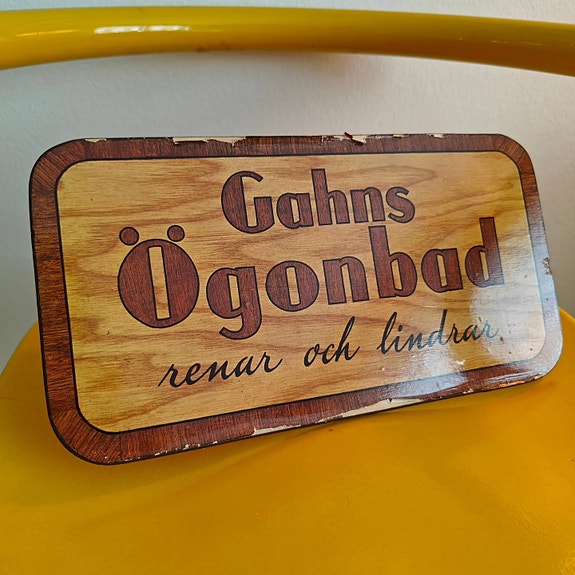 Gahns
Ögonbad
renar och lindrar